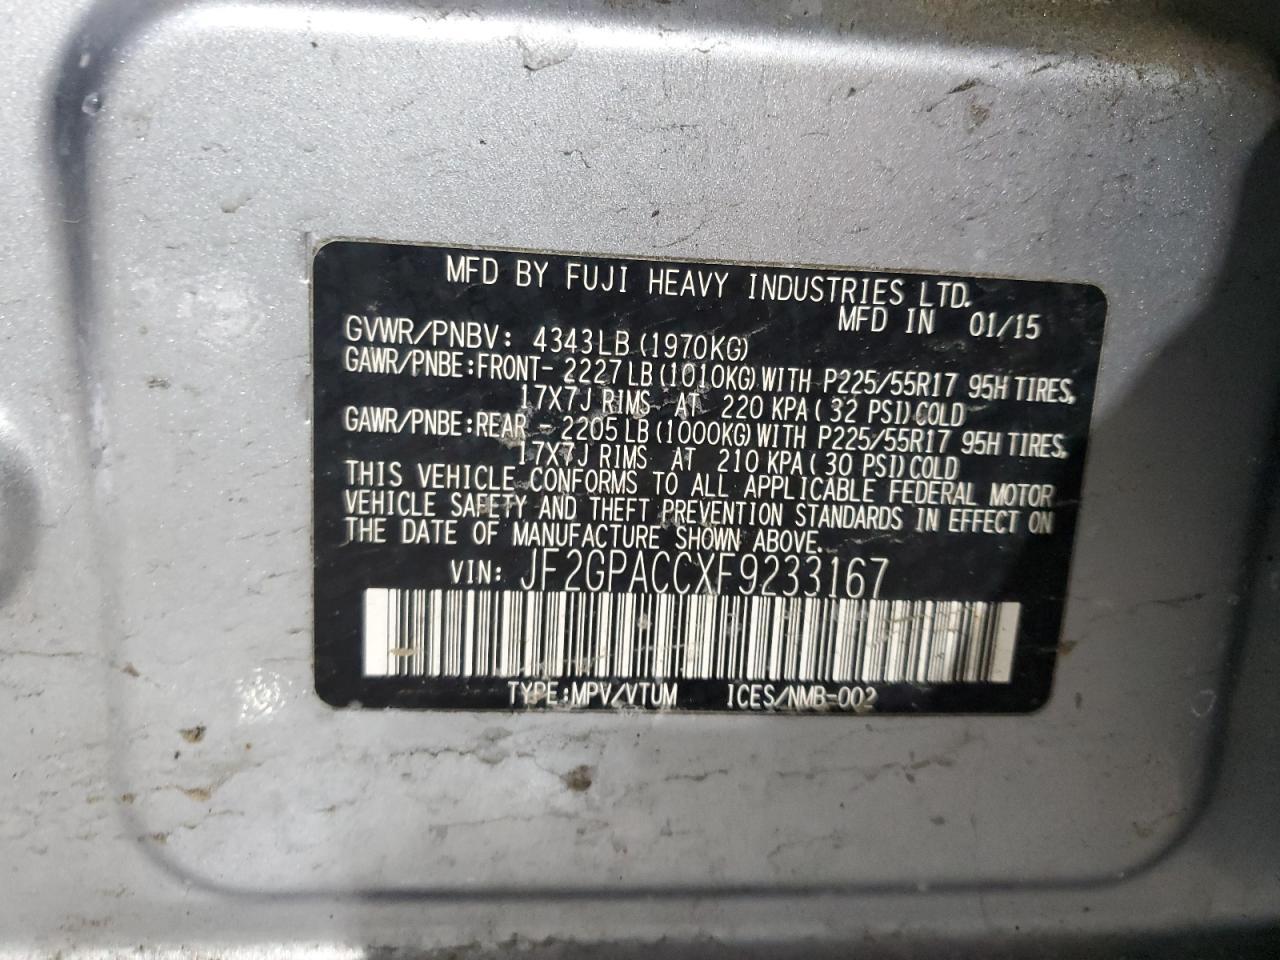 MFD BY FUJI HEAVY INDUSTRIES LTD.
MFD IN 01/15
GVWR/PNBV: 4343LB(1970KG)
GAWR/PNBE:FRONT- 2227LB(1010KG)WITH P225/55R17 95H TIRES,
17X7J RIMS AT 220 KPA( 32 PSI)COLD
GAWR/PNBE:REAR - 2205LB(1000KG)WITH P225/55R17 95H TIRES,
17X7J RIMS AT 210 KPA( 30 PSI)COLD
THIS VEHICLE CONFORMS TO ALL APPLICABLE FEDERAL MOTOR
VEHICLE SAFETY AND THEFT PREVENTION STANDARDS IN EFFECT ON
THE DATE OF MANUFACTURE SHOWN ABOVE.
VIN: JF2GPACCXF9233167
TYPE:MPV/VTUM ICES/NMB-002